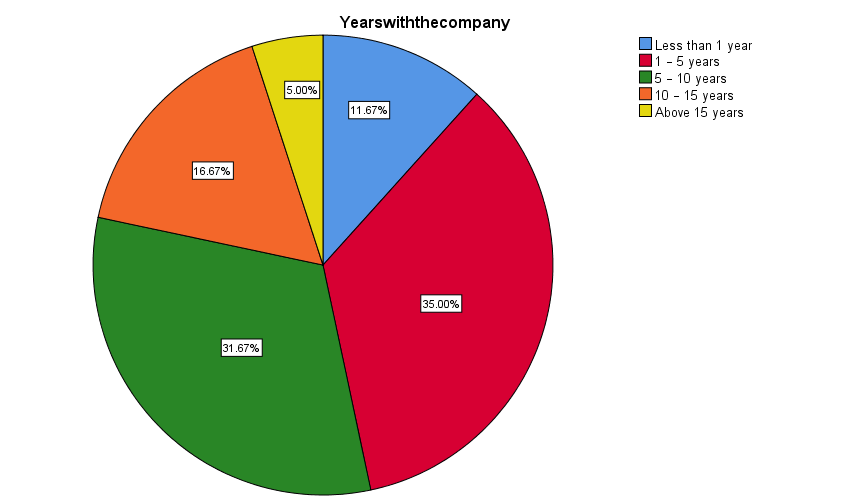 Yearswiththecompany
Less than 1 year
1 - 5 years
5 - 10 years
10 - 15 years
Above 15 years
5.00%
11.67%
16.67%
35.00%
31.67%